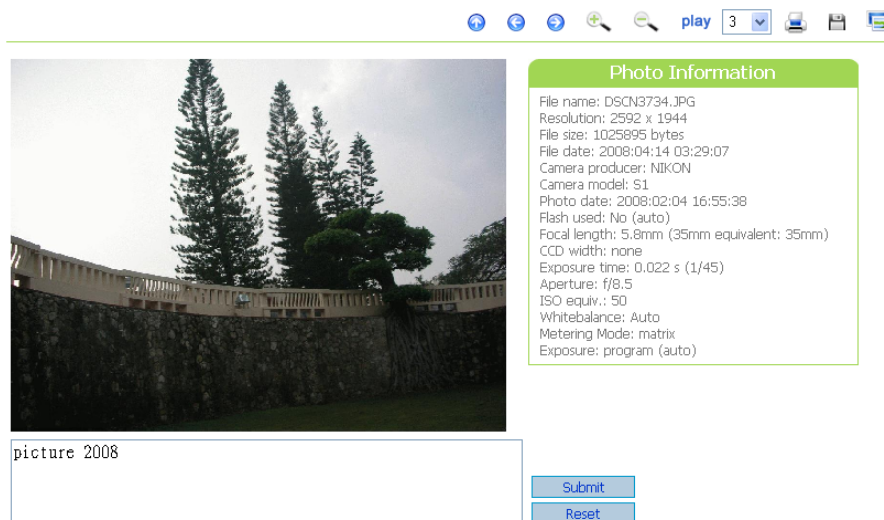 play 3
Photo Information
File name: DSCN3734.JPG
Resolution: 2592 x 1944
File size: 1025895 bytes
File date: 2008:04:14 03:29:07
Camera producer: NIKON
Camera model: S1
Photo date: 2008:02:04 16:55:38
Flash used: No (auto)
Focal length: 5.8mm (35mm equivalent: 35mm)
CCD width: none
Exposure time: 0.022 s (1/45)
Aperture: f/8.5
ISO equiv.: 50
Whitebalance: Auto
Metering Mode: matrix
Exposure: program (auto)
picture 2008
Submit
Reset